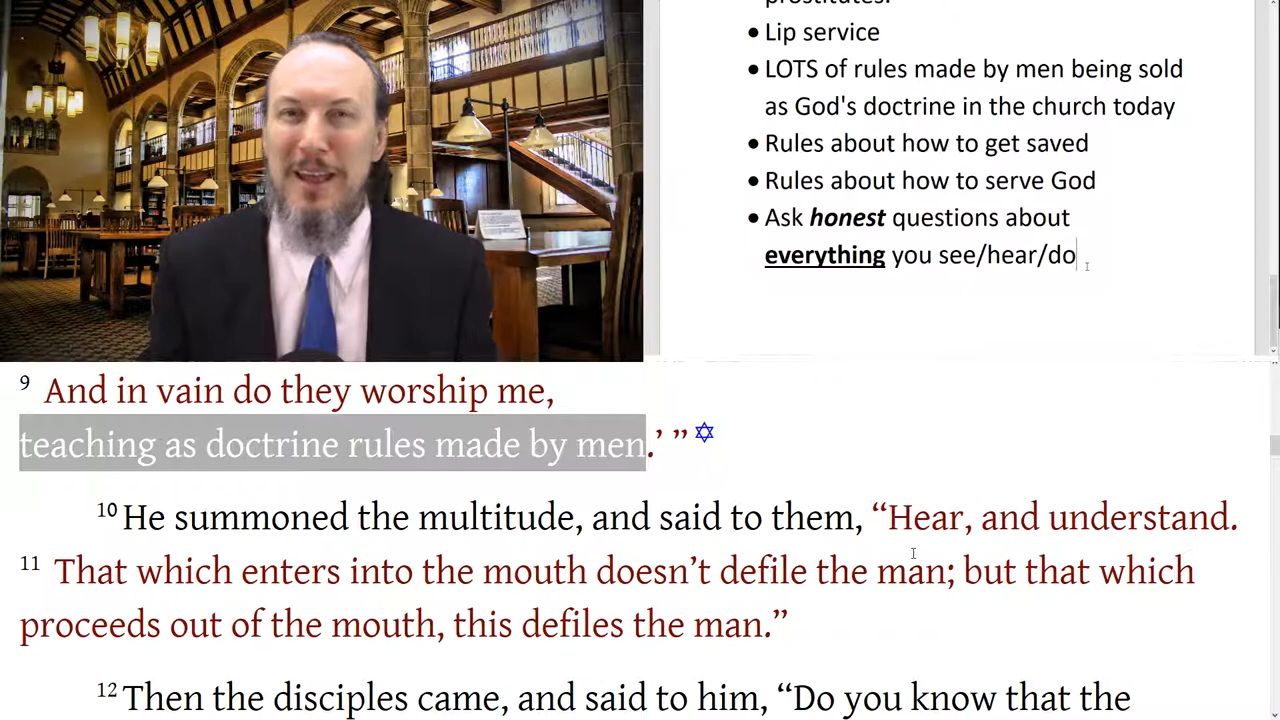 prostitutes.
• Lip service
• LOTS of rules made by men being sold
as God's doctrine in the church today
• Rules about how to get saved
• Rules about how to serve God
• Ask honest questions about
everything you see/hear/do
9 And in vain do they worship me,
teaching as doctrine rules made by men.’ ”✡
10 He summoned the multitude, and said to them, “Hear, and understand.
11 That which enters into the mouth doesn’t defile the man; but that which
proceeds out of the mouth, this defiles the man.”
12 Then the disciples came, and said to him, “Do you know that the